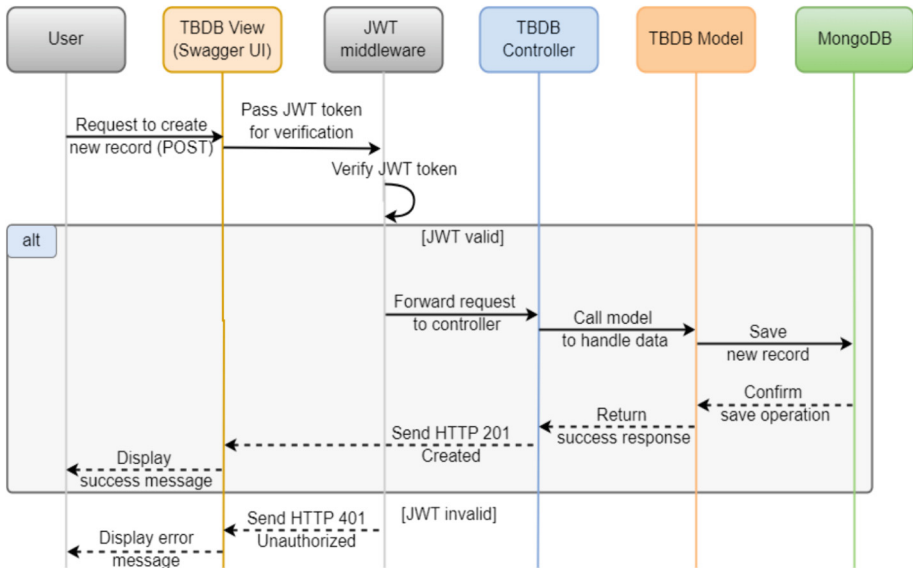 User
TBDB View
(Swagger UI)
JWT
middleware
TBDB
Controller
TBDB Model
MongoDB
Request to create
new record (POST)
Pass JWT token
for verification
Verify JWT token
alt
[JWT valid]
Forward request
to controller
Call model
to handle data
Save
new record
Confirm
save operation
Return
success response
Send HTTP 201
Created
Display
success message
[JWT invalid]
Send HTTP 401
Unauthorized
Display error
message